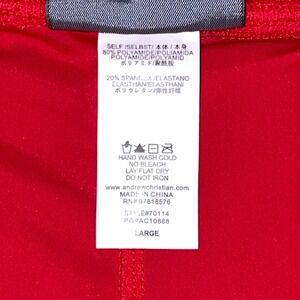 SELF /SELBST/ 本体 / 本身
80% POLYAMIDE/POLIAMIDA
POLYAMIDE/POLYAMID
ポリアミド/聚酰胺
20% SPANDEX/ELASTANO
ELASTHAN/ELASTHAN/
ポリウレタン/弹性纤维
HAND WASH COLD
NO BLEACH
LAY FLAT DRY
DO NOT IRON
www.andrewchristian.com
MADE IN CHINA
RN# 97818576
STYLE#70114
PO#AC10888
LARGE